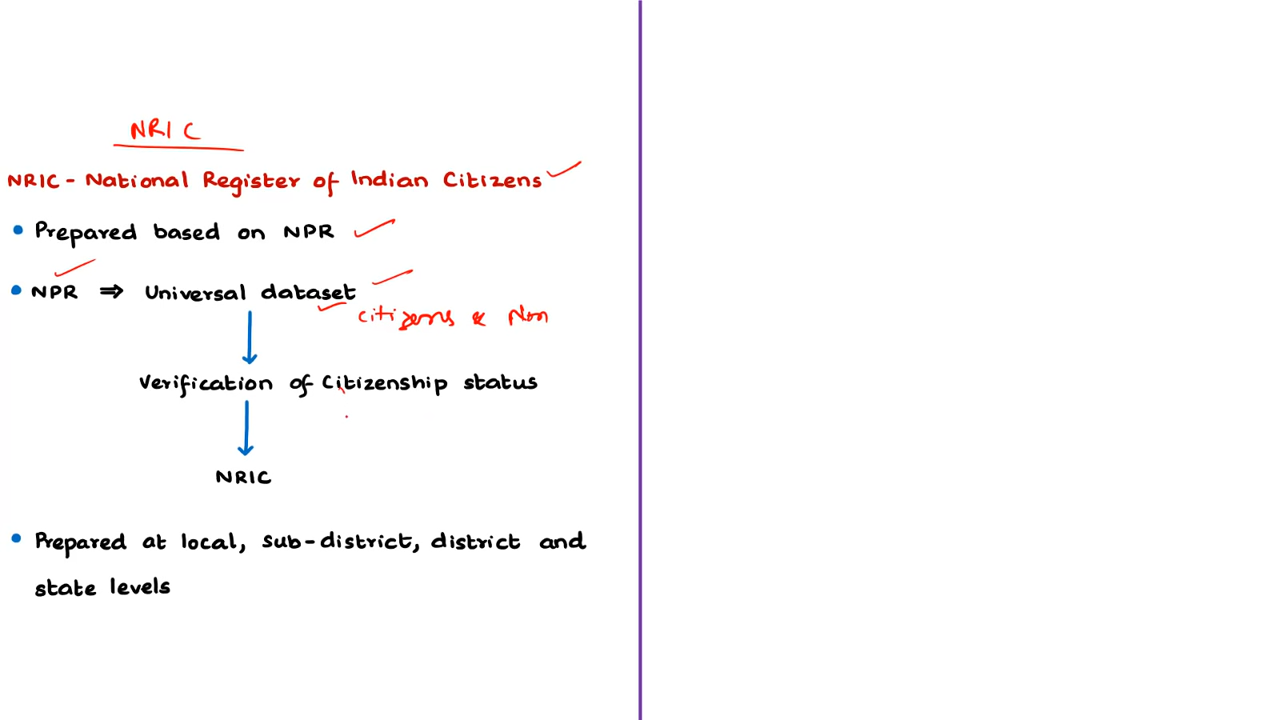 NRIC
NRIC - National Register of Indian Citizens
• Prepared based on NPR
• NPR ⇒ Universal dataset
citizens & Non
Verification of Citizenship status
NRIC
• Prepared at local, sub-district, district and
state levels